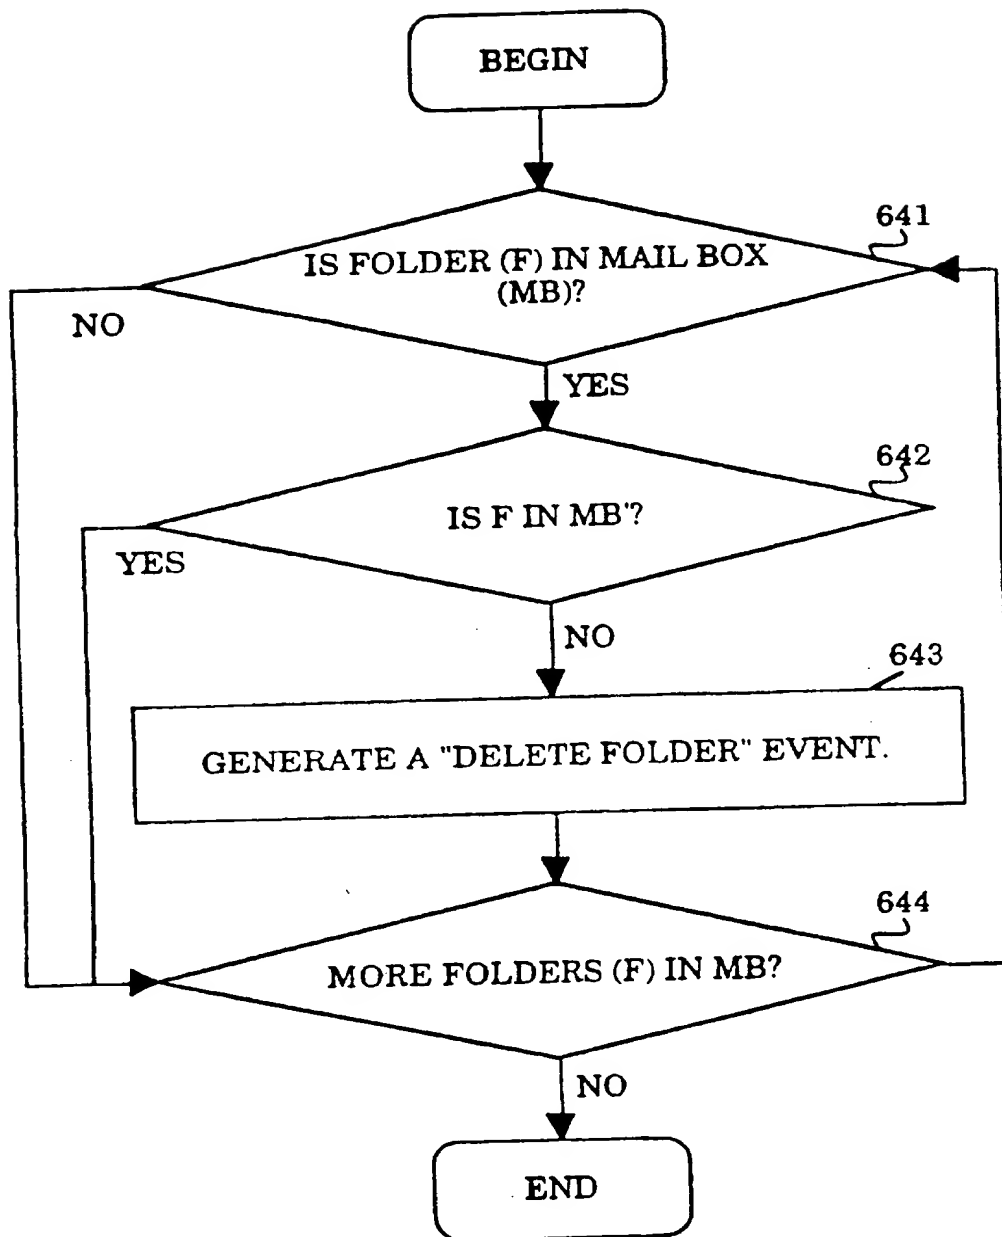 BEGIN
641
IS FOLDER (F) IN MAIL BOX
(MB)?
NO
YES
642
IS F IN MB'?
YES
NO
643
GENERATE A "DELETE FOLDER" EVENT.
644
MORE FOLDERS (F) IN MB?
NO
END